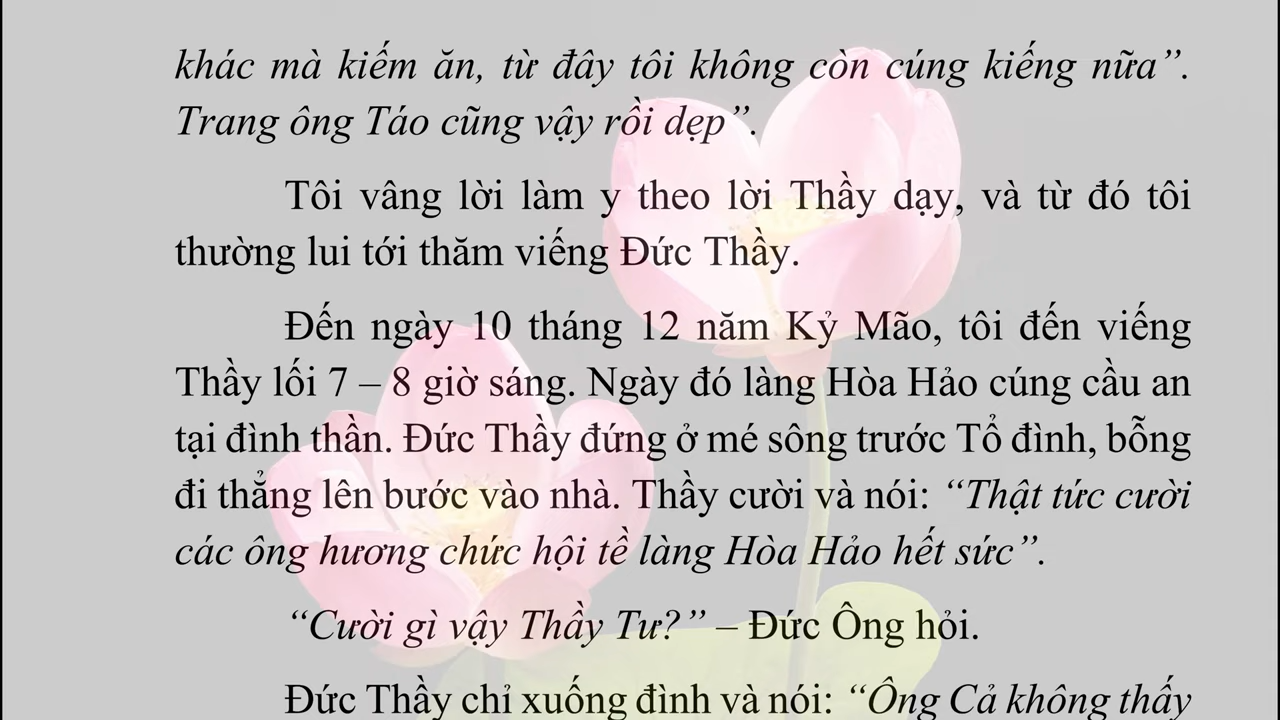 khác mà kiếm ăn, từ đây tôi không còn cúng kiếng nữa”.
Trang ông Táo cũng vậy rồi dẹp”.
Tôi vâng lời làm y theo lời Thầy dạy, và từ đó tôi
thường lui tới thăm viếng Đức Thầy.
Đến ngày 10 tháng 12 năm Kỷ Mão, tôi đến viếng
Thầy lối 7 – 8 giờ sáng. Ngày đó làng Hòa Hảo cúng cầu an
tại đình thần. Đức Thầy đứng ở mé sông trước Tổ đình, bỗng
đi thẳng lên bước vào nhà. Thầy cười và nói: “Thật tức cười
các ông hương chức hội tề làng Hòa Hảo hết sức”.
“Cười gì vậy Thầy Tư?” – Đức Ông hỏi.
Đức Thầy chỉ xuống đình và nói: “Ông Cả không thấy